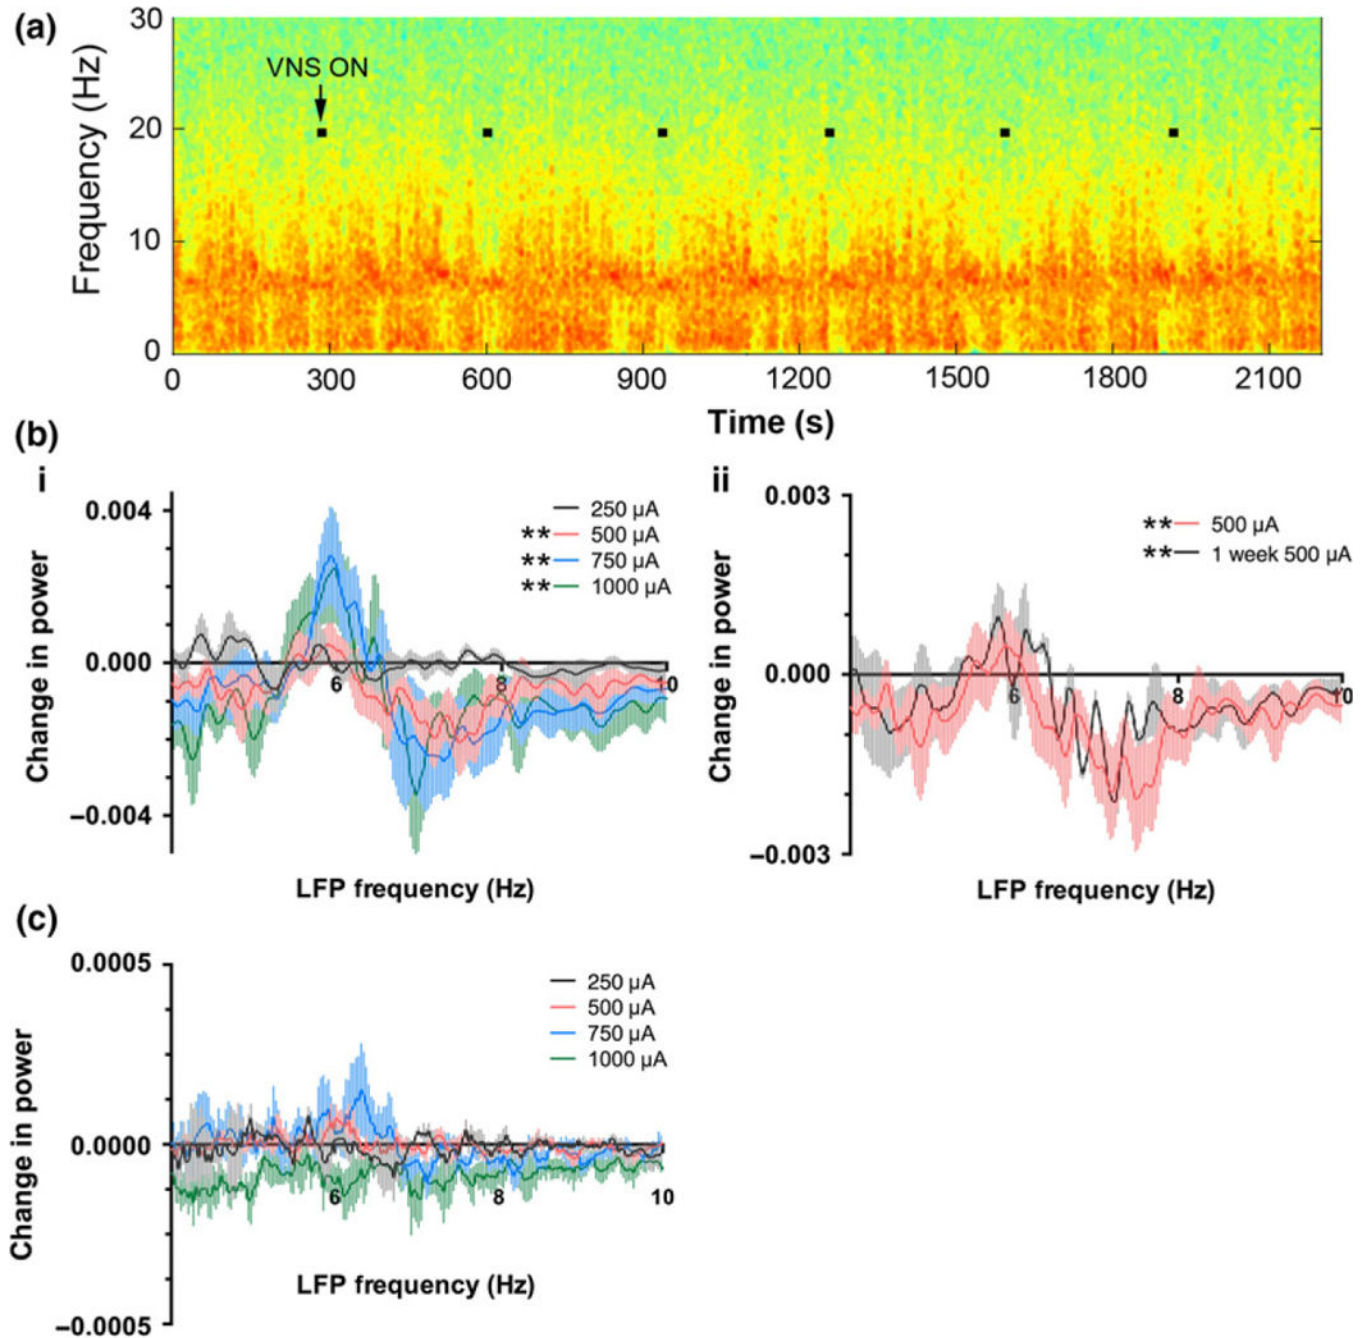 (a)
Frequency (Hz)
30
20
10
0
VNS ON
0 300 600 900 1200 1500 1800 2100
Time (s)
(b)
i
Change in power
0.004
0.000
−0.004
250 µA
** 500 µA
** 750 µA
** 1000 µA
6 8 10
LFP frequency (Hz)
ii
Change in power
0.003
0.000
−0.003
** 500 µA
** 1 week 500 µA
6 8 10
LFP frequency (Hz)
(c)
Change in power
0.0005
0.0000
−0.0005
250 µA
500 µA
750 µA
1000 µA
6 8 10
LFP frequency (Hz)